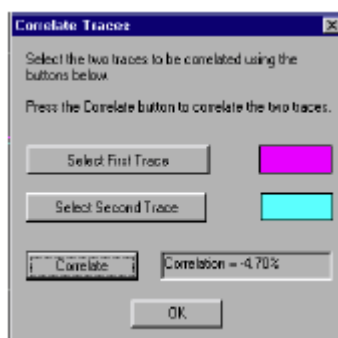 Correlate Traces
Select the two traces to be correlated using the
buttons below.
Press the Correlate button to correlate the two traces.
Select First Trace
Select Second Trace
Correlate
Correlation = -4.70%
OK